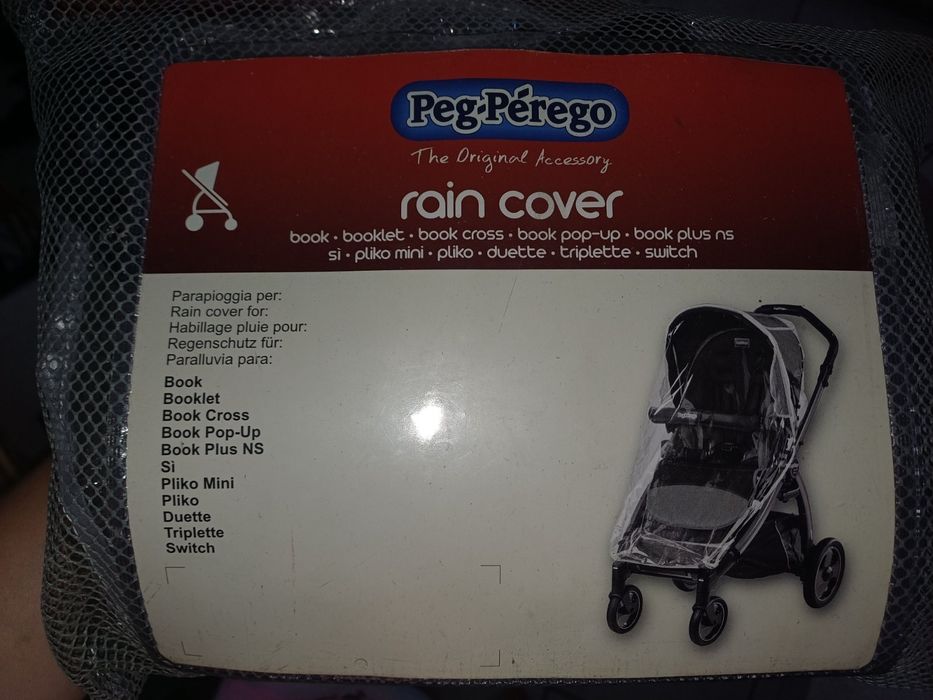 Peg-Pérego
The Original Accessory
rain cover
book • booklet • book cross • book pop-up • book plus ns
sì • pliko mini • pliko • duette • triplette • switch
Parapioggia per:
Rain cover for:
Habillage pluie pour:
Regenschutz für:
Paralluvia para:
Book
Booklet
Book Cross
Book Pop-Up
Book Plus NS
Sì
Pliko Mini
Pliko
Duette
Triplette
Switch